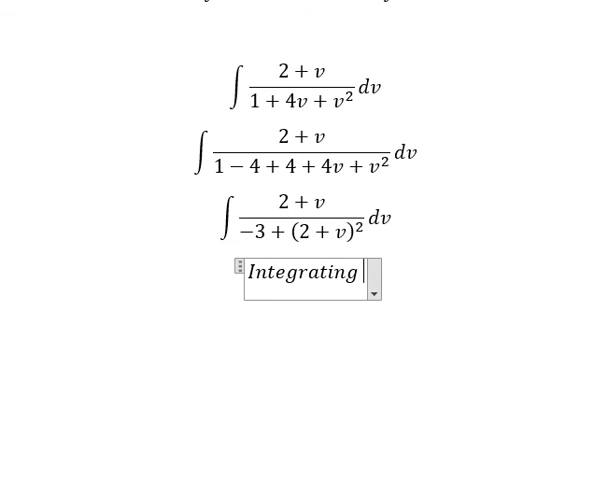 ∫ (2 + v)/(1 + 4v + v²) dv
∫ (2 + v)/(1 − 4 + 4 + 4v + v²) dv
∫ (2 + v)/(−3 + (2 + v)²) dv
Integrating